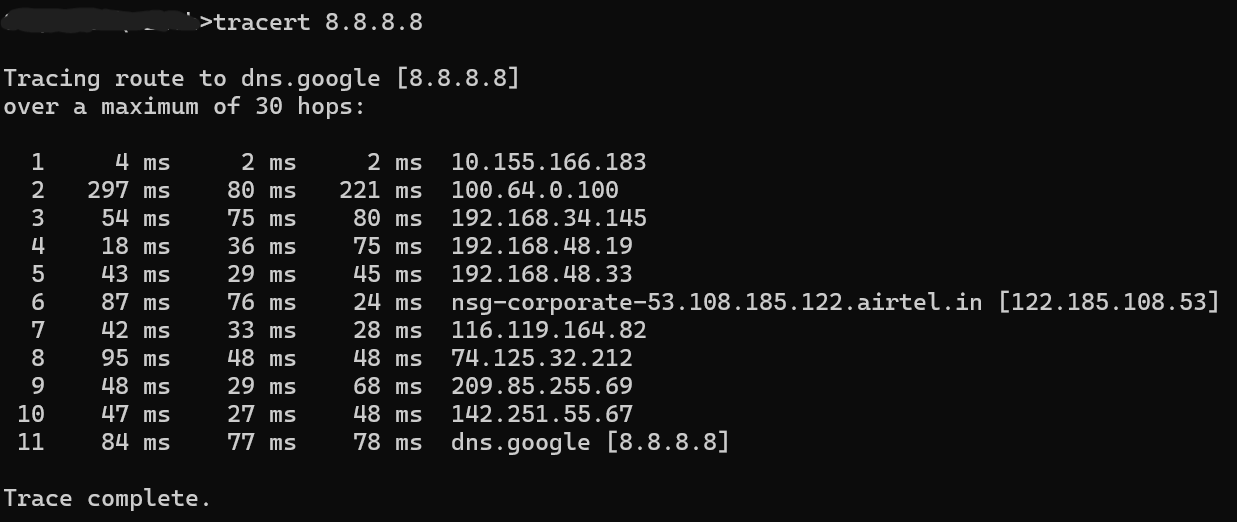 >tracert 8.8.8.8
Tracing route to dns.google [8.8.8.8]
over a maximum of 30 hops:
1 4 ms 2 ms 2 ms 10.155.166.183
2 297 ms 80 ms 221 ms 100.64.0.100
3 54 ms 75 ms 80 ms 192.168.34.145
4 18 ms 36 ms 75 ms 192.168.48.19
5 43 ms 29 ms 45 ms 192.168.48.33
6 87 ms 76 ms 24 ms nsg-corporate-53.108.185.122.airtel.in [122.185.108.53]
7 42 ms 33 ms 28 ms 116.119.164.82
8 95 ms 48 ms 48 ms 74.125.32.212
9 48 ms 29 ms 68 ms 209.85.255.69
10 47 ms 27 ms 48 ms 142.251.55.67
11 84 ms 77 ms 78 ms dns.google [8.8.8.8]
Trace complete.